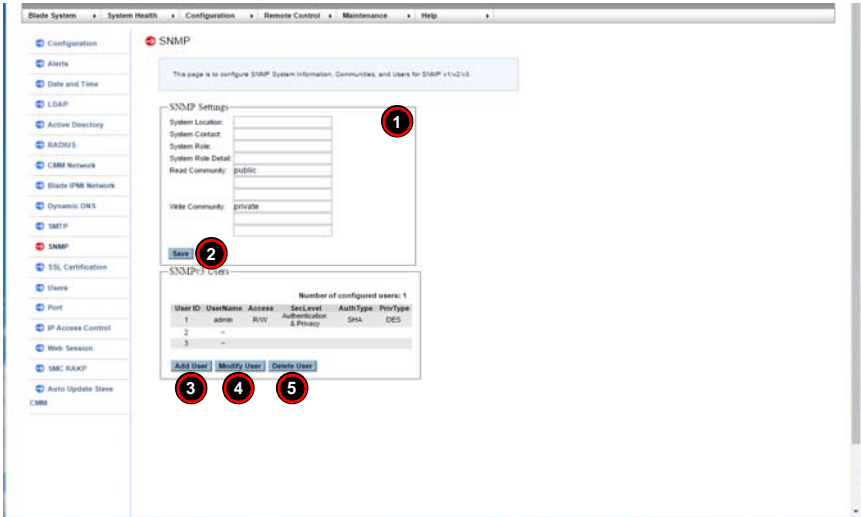 Blade System System Health Configuration Remote Control Maintenance Help
Configuration
Alerts
Date and Time
LDAP
Active Directory
RADIUS
CMM Network
Blade IPMI Network
Dynamic DNS
SMTP
SNMP
SSL Certification
Users
Port
IP Access Control
Web Session
SMC RAKP
Auto Update Slave
CMM
SNMP
This page is to configure SNMP System Information, Communities, and Users for SNMP v1/v2/v3.
SNMP Settings
1
System Location:
System Contact:
System Role:
System Role Detail:
Read Community: public
Write Community: private
Save 2
SNMPv3 Users
Number of configured users: 1
User ID UserName Access SecLevel AuthType PrivType
1 admin R/W Authentication & Privacy SHA DES
2 ~
3 ~
Add User Modify User Delete User
3 4 5